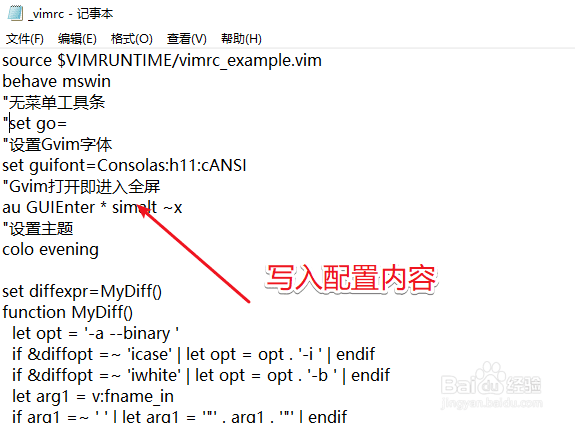 _vimrc - 记事本
文件(F) 编辑(E) 格式(O) 查看(V) 帮助(H)
source $VIMRUNTIME/vimrc_example.vim
behave mswin
"无菜单工具条
"set go=
"设置Gvim字体
set guifont=Consolas:h11:cANSI
"Gvim打开即进入全屏
au GUIEnter * simalt ~x
"设置主题
colo evening
写入配置内容
set diffexpr=MyDiff()
function MyDiff()
let opt = '-a --binary '
if &diffopt =~ 'icase' | let opt = opt . '-i ' | endif
if &diffopt =~ 'iwhite' | let opt = opt . '-b ' | endif
let arg1 = v:fname_in
if arg1 =~ ' ' | let arg1 = '"' . arg1 . '"' | endif
Baidu经验
jingyan.baidu.com